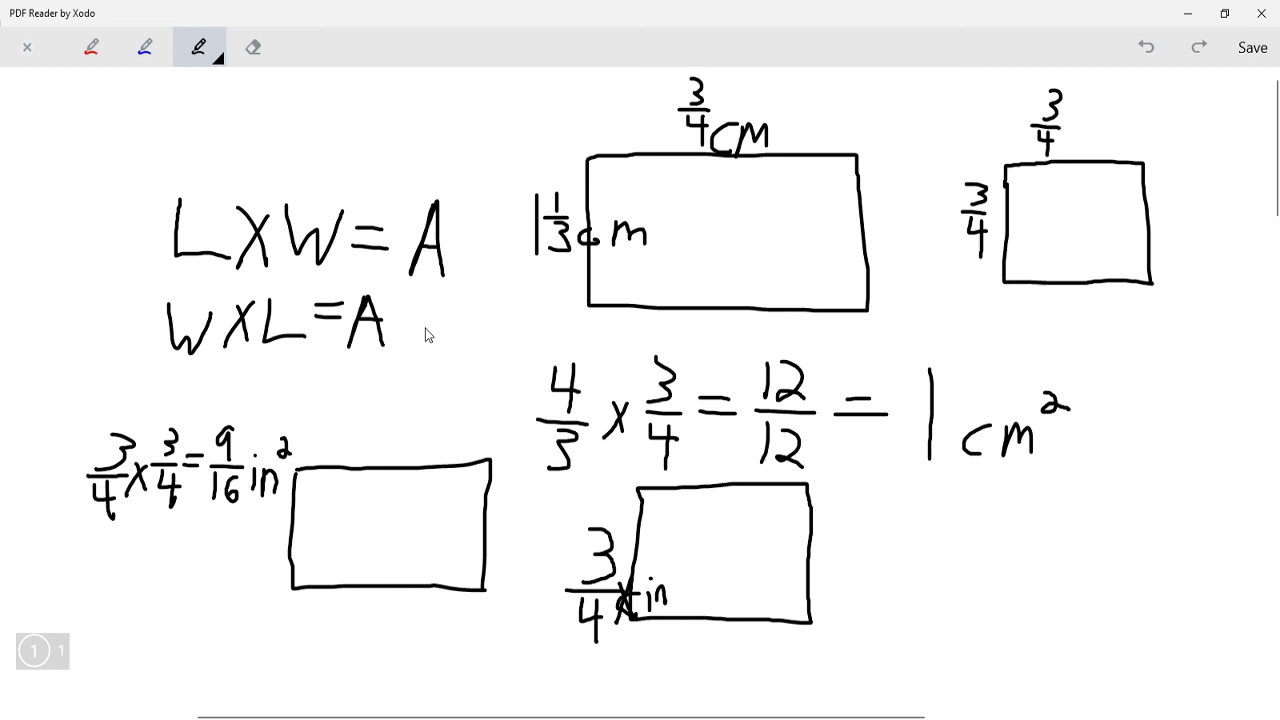 PDF Reader by Xodo
Save
3/4 cm
3/4
1 1/3 cm
3/4
L X W = A
W X L = A
4/3 x 3/4 = 12/12 = 1 cm²
3/4 x 3/4 = 9/16 in²
3/4 in
1 1